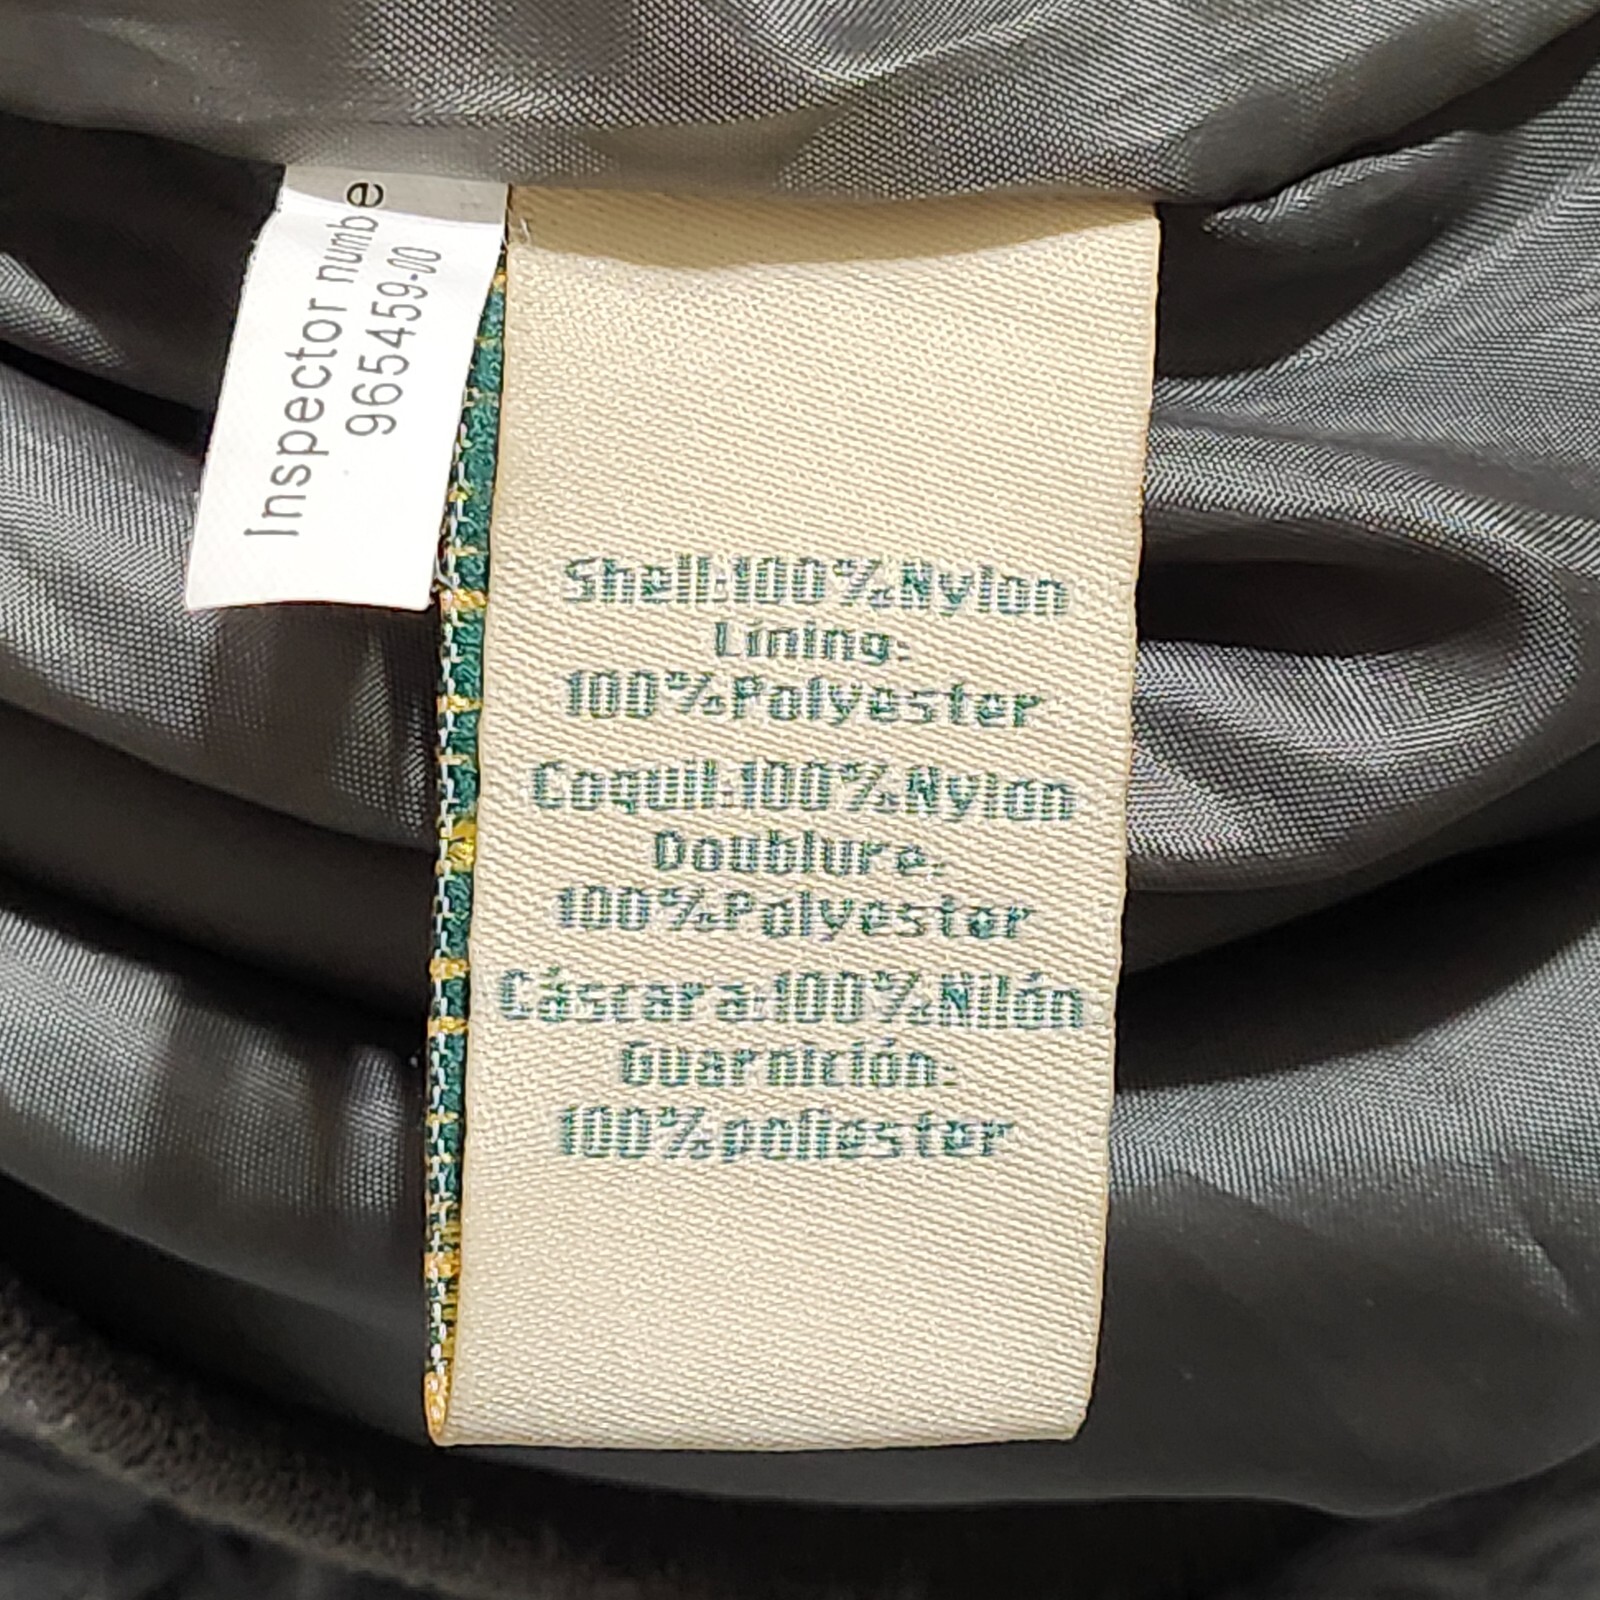 Inspector numbe
965459-00
Shell:100%Nylon
Lining:
100%Polyester
Coquil:100%Nylon
Doublure:
100%Polyester
Cáscara:100%Nilón
Guarnición:
100%poliester